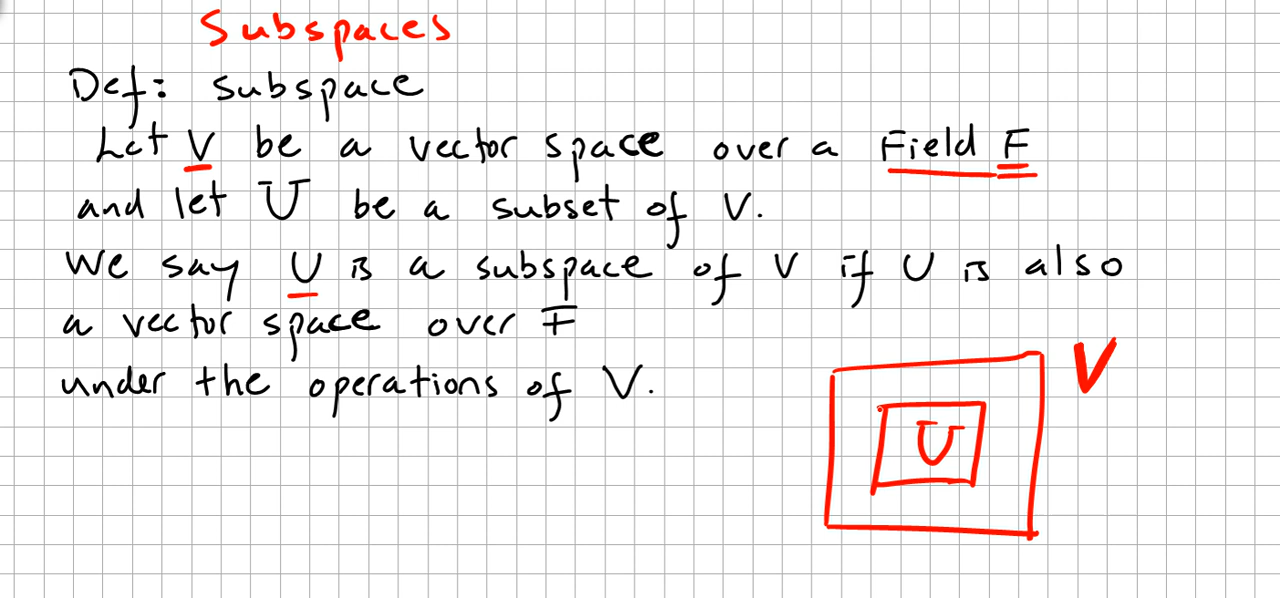 Subspaces
Def: subspace
Let V be a vector space over a Field F
and let U be a subset of V.
We say U is a subspace of V if U is also
a vector space over F
under the operations of V.
V
U